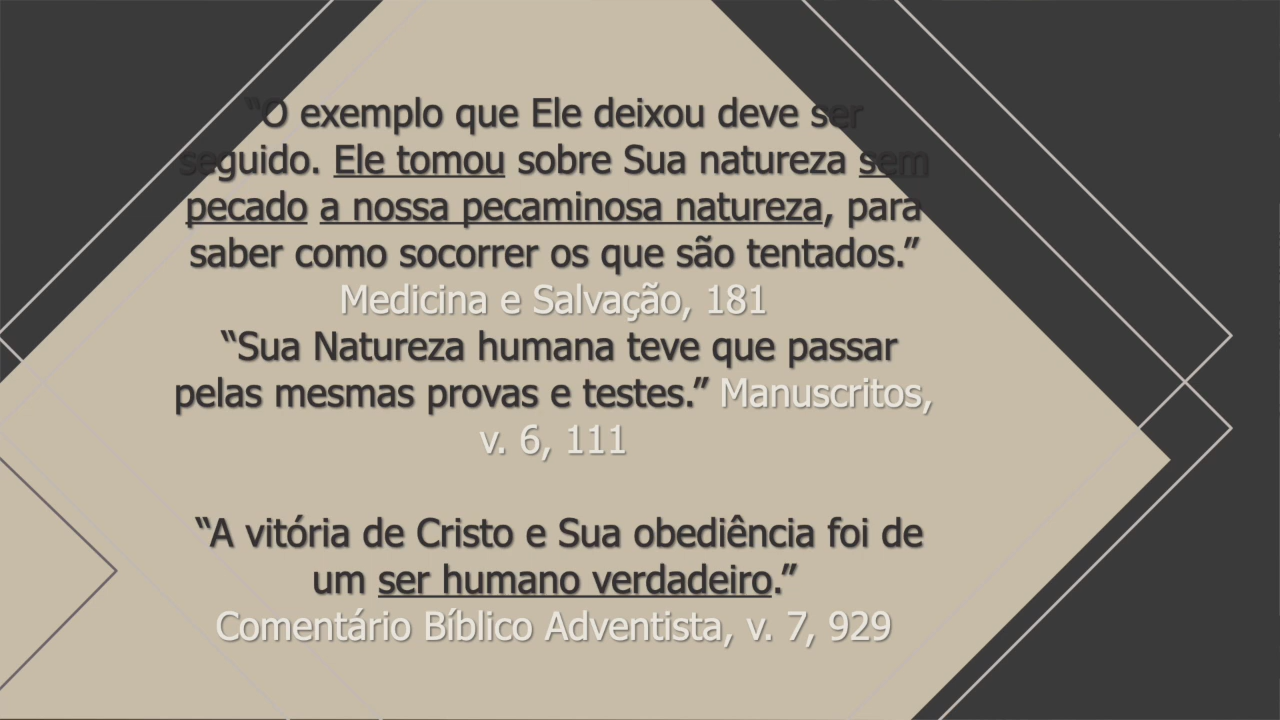 “O exemplo que Ele deixou deve ser
seguido. Ele tomou sobre Sua natureza sem
pecado a nossa pecaminosa natureza, para
saber como socorrer os que são tentados.”
Medicina e Salvação, 181
“Sua Natureza humana teve que passar
pelas mesmas provas e testes.” Manuscritos,
v. 6, 111
“A vitória de Cristo e Sua obediência foi de
um ser humano verdadeiro.”
Comentário Bíblico Adventista, v. 7, 929